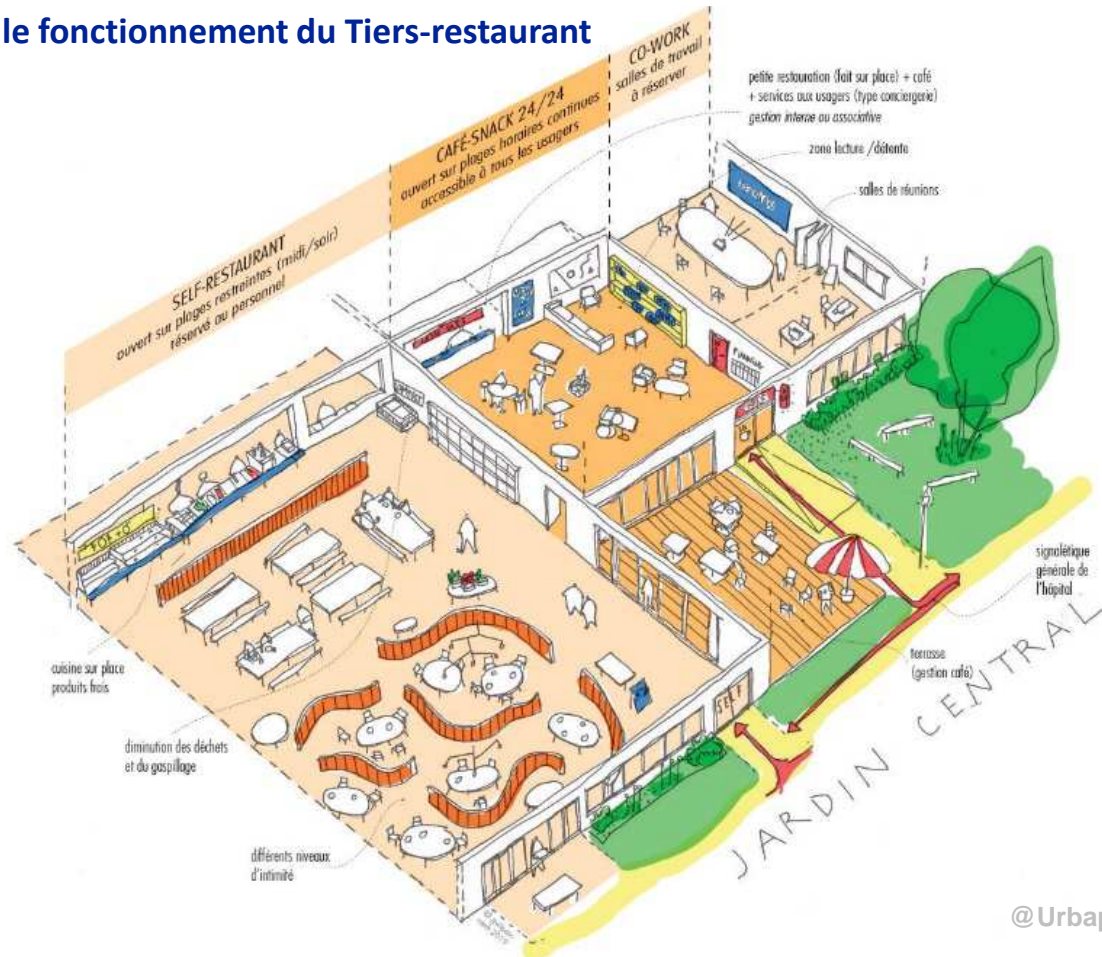 le fonctionnement du Tiers-restaurant
CO-WORK
salles de travail
à réserver
CAFÉ-SNACK 24/24
ouvert sur plages horaires continues
accessible à tous les usagers
SELF-RESTAURANT
ouvert sur plages restreintes (midi/soir)
réservé au personnel
petite restauration (fait sur place) + café
+ services aux usagers (type conciergerie)
gestion interne ou associative
zone lecture /détente
salles de réunions
signalétique
générale de
l'hôpital
terrasse
(gestion café)
SELF
JARDIN CENTRAL
cuisine sur place
produits frais
diminution des déchets
et du gaspillage
différents niveaux
d'intimité
@Urbap